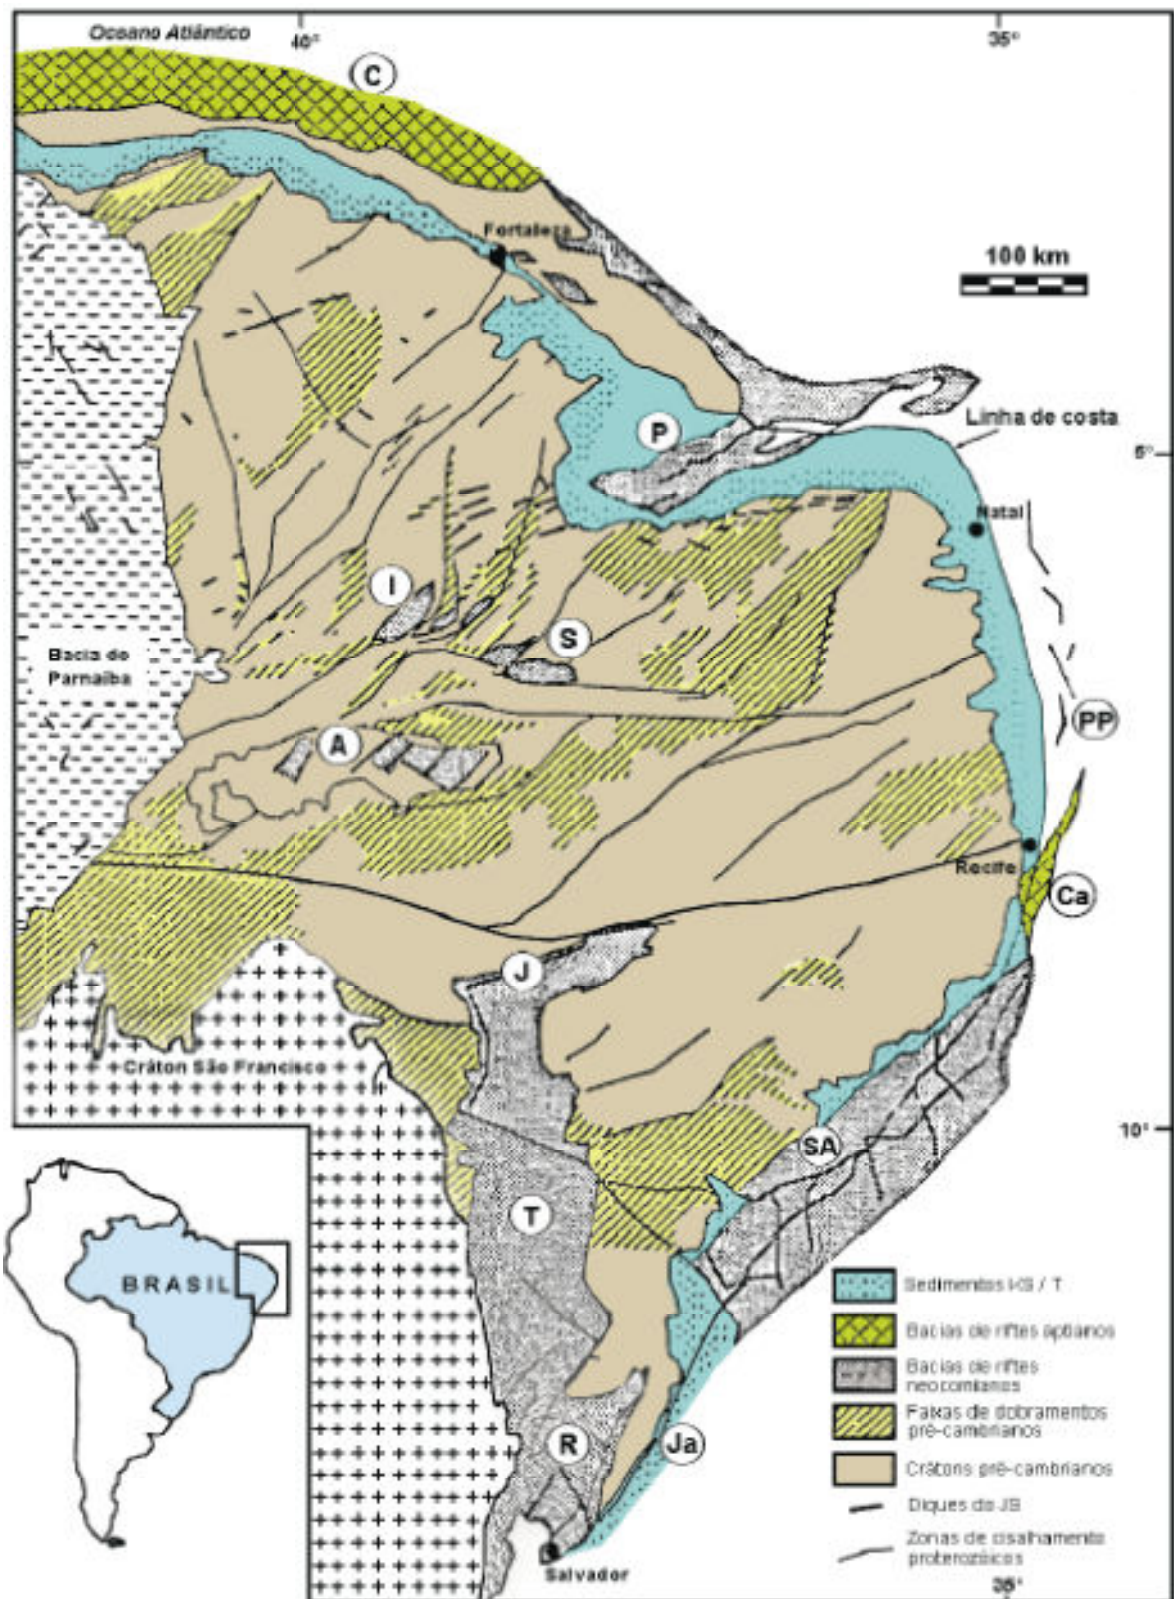 Oceano Atlântico
40°
35°
C
Fortaleza
100 km
P
Linha de costa
5°
Natal
I
S
Bacia do
Parnaíba
A
PP
Recife
Ca
J
Cráton São Francisco
SA
10°
T
BRASIL
R
Ja
Salvador
Sedimentos KS / T
Bacias de riftes aptianos
Bacias de riftes
neocomianos
Faixas de dobramentos
pré-cambrianos
Crátons pré-cambrianos
Diques do JS
Zonas de cisalhamento
proterozóicos
35°